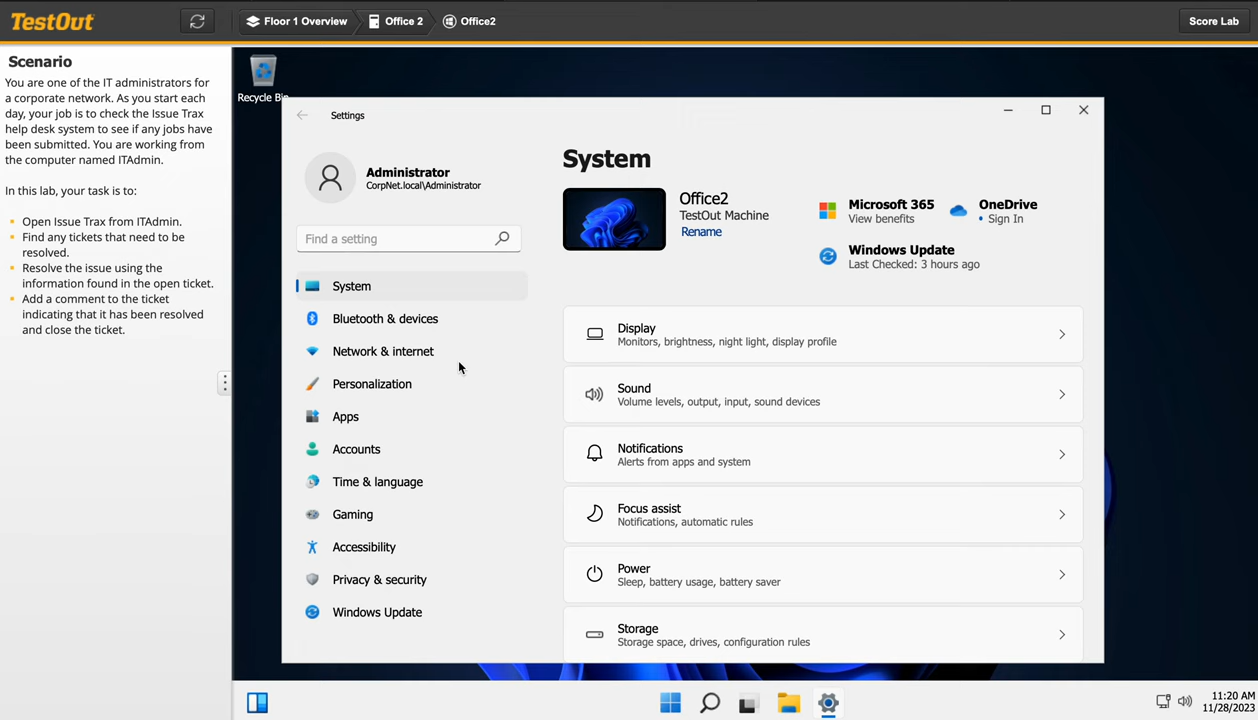 TestOut
Floor 1 Overview
Office 2
Office2
Score Lab
Scenario
You are one of the IT administrators for
a corporate network. As you start each
day, your job is to check the Issue Trax
help desk system to see if any jobs have
been submitted. You are working from
the computer named ITAdmin.
In this lab, your task is to:
Open Issue Trax from ITAdmin.
Find any tickets that need to be
resolved.
Resolve the issue using the
information found in the open ticket.
Add a comment to the ticket
indicating that it has been resolved
and close the ticket.
Recycle Bin
Settings
Administrator
CorpNet.local\Administrator
Find a setting
System
Bluetooth & devices
Network & internet
Personalization
Apps
Accounts
Time & language
Gaming
Accessibility
Privacy & security
Windows Update
System
Office2
TestOut Machine
Rename
Microsoft 365
View benefits
OneDrive
• Sign In
Windows Update
Last Checked: 3 hours ago
Display
Monitors, brightness, night light, display profile
Sound
Volume levels, output, input, sound devices
Notifications
Alerts from apps and system
Focus assist
Notifications, automatic rules
Power
Sleep, battery usage, battery saver
Storage
Storage space, drives, configuration rules
11:20 AM
11/28/2023